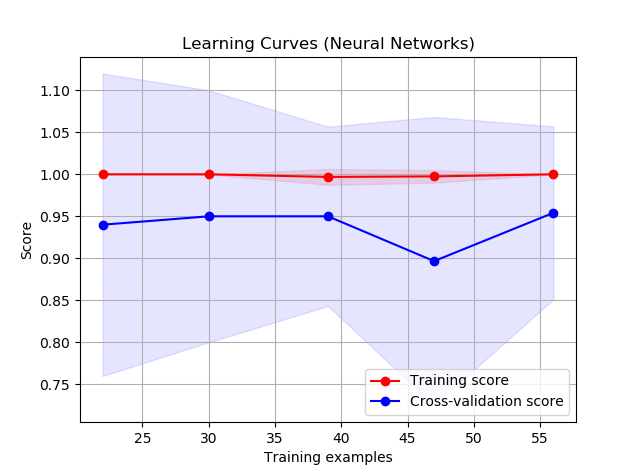 Learning Curves (Neural Networks)
1.10
1.05
1.00
0.95
0.90
0.85
0.80
0.75
Score
Training score
Cross-validation score
25 30 35 40 45 50 55
Training examples